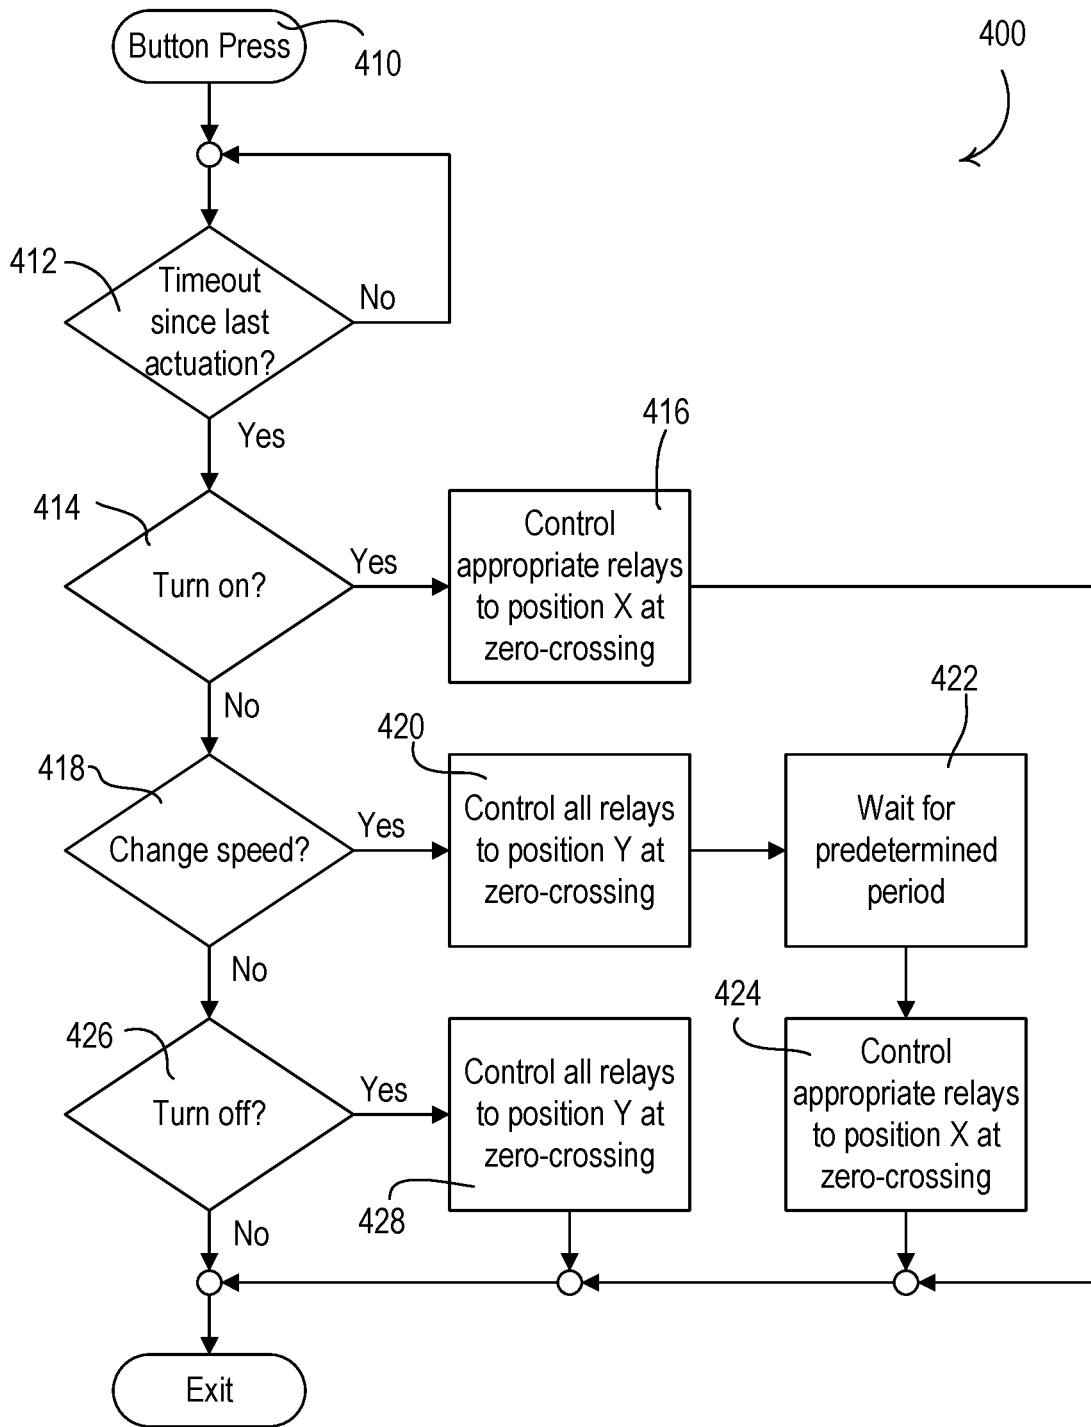 Button Press
410
400
412
Timeout
since last
actuation?
No
Yes
414
Turn on?
Yes
416
Control
appropriate relays
to position X at
zero-crossing
No
418
Change speed?
Yes
420
Control all relays
to position Y at
zero-crossing
422
Wait for
predetermined
period
No
426
Turn off?
Yes
Control all relays
to position Y at
zero-crossing
428
424
Control
appropriate relays
to position X at
zero-crossing
No
Exit